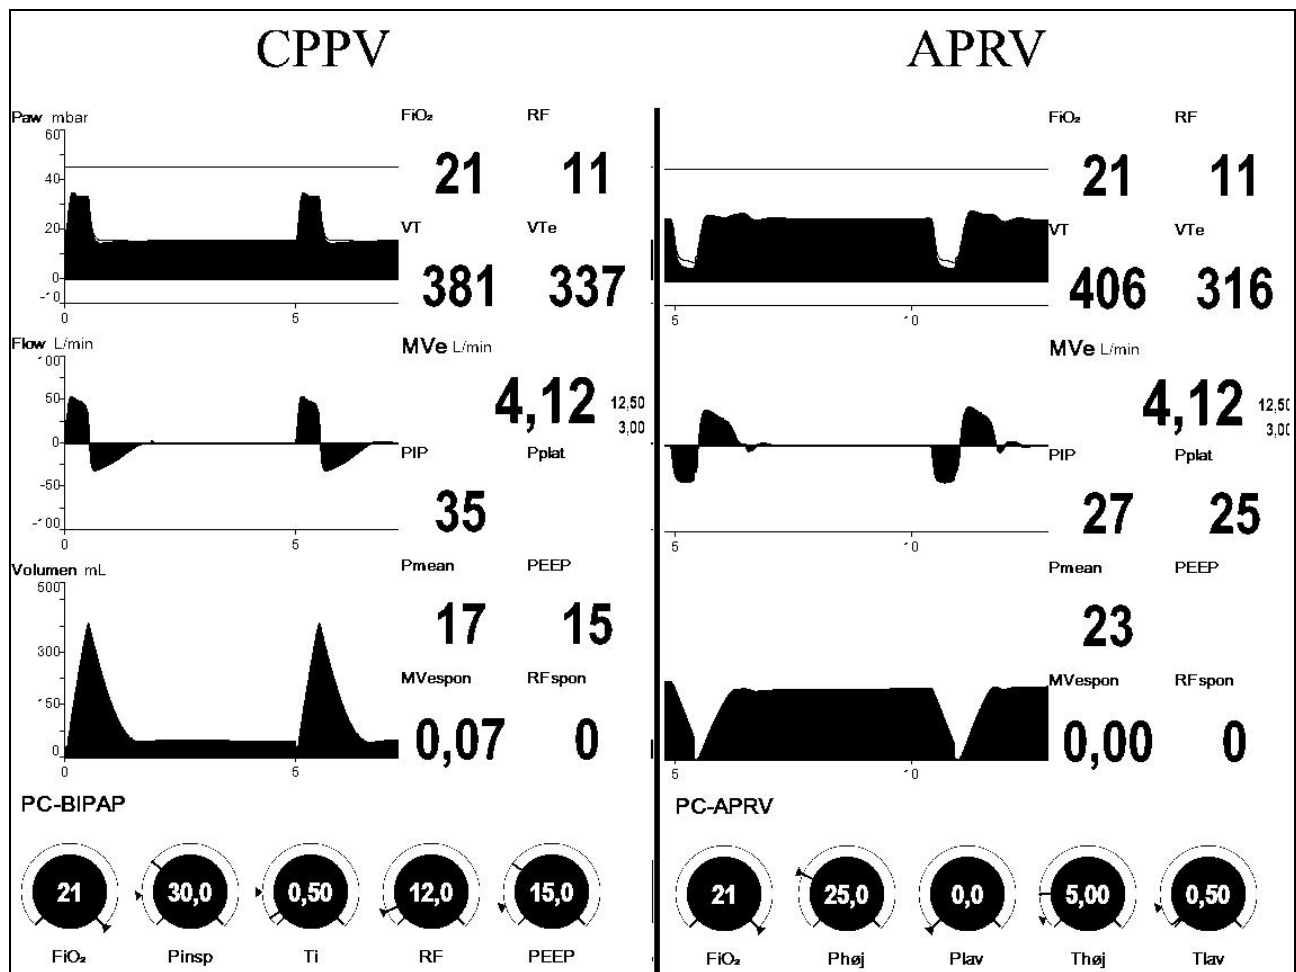 CPPV
Paw mbar
FiO₂ RF
60
40
20
0
-10
0 5
21 11
VT VTe
381 337
Flow L/min
100
50
0
-50
-100
0 5
MVe L/min
4,12
12,50
3,00
PIP Pplat
35
Volumen mL
500
300
150
0
0 5
Pmean PEEP
17 15
MVespon RFspon
0,07 0
PC-BIPAP
21 30,0 0,50 12,0 15,0
FiO₂ Pinsp Ti RF PEEP
APRV
FiO₂ RF
21 11
VT VTe
406 316
5 10
MVe L/min
4,12
12,50
3,00
PIP Pplat
27 25
5 10
Pmean PEEP
23
MVespon RFspon
0,00 0
5 10
PC-APRV
21 25,0 0,0 5,00 0,50
FiO₂ Phøj Plav Thøj Tlav